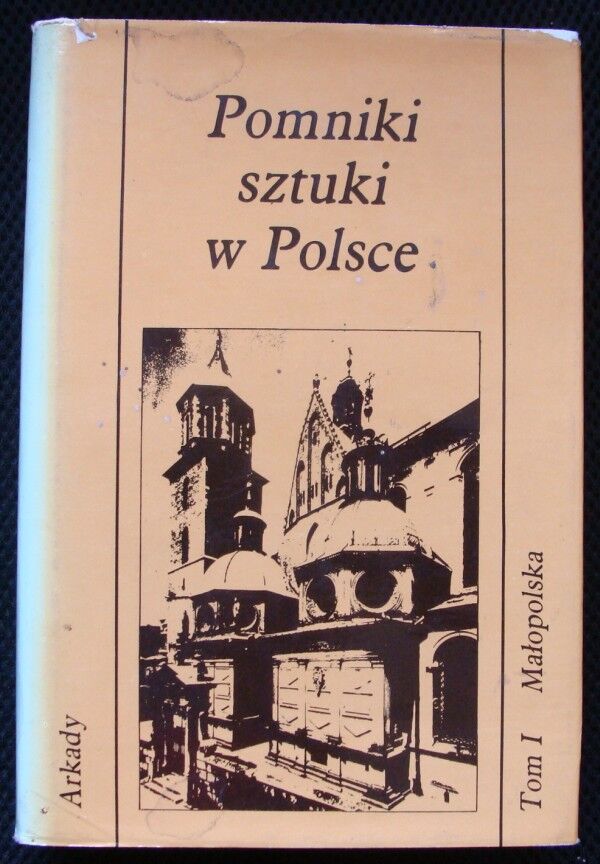 Pomniki
sztuki
w Polsce
Arkady
Tom I Małopolska